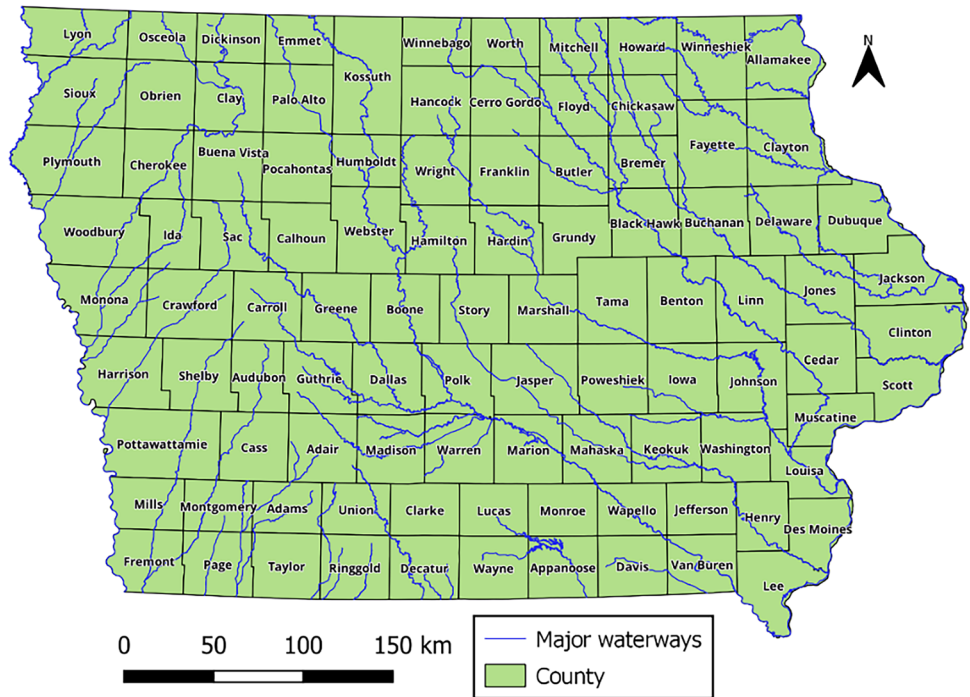 Lyon Osceola Dickinson Emmet Kossuth Winnebago Worth Mitchell Howard Winneshiek Allamakee
N
Sioux Obrien Clay Palo Alto Hancock Cerro Gordo Floyd Chickasaw
Plymouth Cherokee Buena Vista Pocahontas Humboldt Wright Franklin Butler Bremer Fayette Clayton
Woodbury Ida Sac Calhoun Webster Hamilton Hardin Grundy Black Hawk Buchanan Delaware Dubuque
Monona Crawford Carroll Greene Boone Story Marshall Tama Benton Linn Jones Jackson
Clinton
Harrison Shelby Audubon Guthrie Dallas Polk Jasper Poweshiek Iowa Johnson Cedar Scott
Muscatine
Pottawattamie Cass Adair Madison Warren Marion Mahaska Keokuk Washington Louisa
Mills Montgomery Adams Union Clarke Lucas Monroe Wapello Jefferson Henry Des Moines
Fremont Page Taylor Ringgold Decatur Wayne Appanoose Davis Van Buren Lee
0 50 100 150 km
Major waterways
County